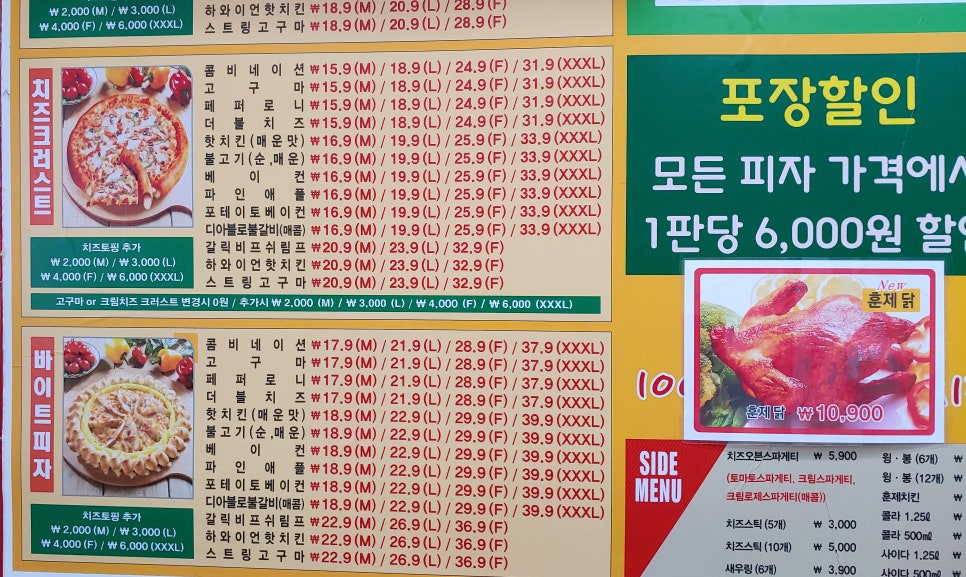 ₩ 2,000 (M) / ₩ 3,000 (L)
₩ 4,000 (F) / ₩ 6,000 (XXXL)
하와이언핫치킨 ₩18.9 (M) / 20.9 (L) / 28.9 (F)
스트링고구마 ₩18.9 (M) / 20.9 (L) / 28.9 (F)
치즈크러스트
콤비네이션 ₩15.9 (M) / 18.9 (L) / 24.9 (F) / 31.9 (XXXL)
고구마 ₩15.9 (M) / 18.9 (L) / 24.9 (F) / 31.9 (XXXL)
페퍼로니 ₩15.9 (M) / 18.9 (L) / 24.9 (F) / 31.9 (XXXL)
더블치즈 ₩15.9 (M) / 18.9 (L) / 24.9 (F) / 31.9 (XXXL)
핫치킨(매운맛) ₩16.9 (M) / 19.9 (L) / 25.9 (F) / 33.9 (XXXL)
불고기(순,매운) ₩16.9 (M) / 19.9 (L) / 25.9 (F) / 33.9 (XXXL)
베이컨 ₩16.9 (M) / 19.9 (L) / 25.9 (F) / 33.9 (XXXL)
파인애플 ₩16.9 (M) / 19.9 (L) / 25.9 (F) / 33.9 (XXXL)
포테이토베이컨 ₩16.9 (M) / 19.9 (L) / 25.9 (F) / 33.9 (XXXL)
디아블로불갈비(매콤) ₩16.9 (M) / 19.9 (L) / 25.9 (F) / 33.9 (XXXL)
갈릭비프쉬림프 ₩20.9 (M) / 23.9 (L) / 32.9 (F)
하와이언핫치킨 ₩20.9 (M) / 23.9 (L) / 32.9 (F)
스트링고구마 ₩20.9 (M) / 23.9 (L) / 32.9 (F)
치즈토핑 추가
₩ 2,000 (M) / ₩ 3,000 (L)
₩ 4,000 (F) / ₩ 6,000 (XXXL)
고구마 or 크림치즈 크러스트 변경시 0원 / 추가시 ₩ 2,000 (M) / ₩ 3,000 (L) / ₩ 4,000 (F) / ₩ 6,000 (XXXL)
바이트피자
콤비네이션 ₩17.9 (M) / 21.9 (L) / 28.9 (F) / 37.9 (XXXL)
고구마 ₩17.9 (M) / 21.9 (L) / 28.9 (F) / 37.9 (XXXL)
페퍼로니 ₩17.9 (M) / 21.9 (L) / 28.9 (F) / 37.9 (XXXL)
더블치즈 ₩17.9 (M) / 21.9 (L) / 28.9 (F) / 37.9 (XXXL)
핫치킨(매운맛) ₩18.9 (M) / 22.9 (L) / 29.9 (F) / 39.9 (XXXL)
불고기(순,매운) ₩18.9 (M) / 22.9 (L) / 29.9 (F) / 39.9 (XXXL)
베이컨 ₩18.9 (M) / 22.9 (L) / 29.9 (F) / 39.9 (XXXL)
파인애플 ₩18.9 (M) / 22.9 (L) / 29.9 (F) / 39.9 (XXXL)
포테이토베이컨 ₩18.9 (M) / 22.9 (L) / 29.9 (F) / 39.9 (XXXL)
디아블로불갈비(매콤) ₩18.9 (M) / 22.9 (L) / 29.9 (F) / 39.9 (XXXL)
갈릭비프쉬림프 ₩22.9 (M) / 26.9 (L) / 36.9 (F)
하와이언핫치킨 ₩22.9 (M) / 26.9 (L) / 36.9 (F)
스트링고구마 ₩22.9 (M) / 26.9 (L) / 36.9 (F)
치즈토핑 추가
₩ 2,000 (M) / ₩ 3,000 (L)
₩ 4,000 (F) / ₩ 6,000 (XXXL)
포장할인
모든 피자 가격에서
1판당 6,000원 할인
New
훈제 닭
훈제 닭 ₩ 10,900
SIDE
MENU
치즈오븐스파게티 ₩ 5,900
(토마토스파게티, 크림스파게티,
크림로제스파게티(매콤))
치즈스틱 (5개) ₩ 3,000
치즈스틱 (10개) ₩ 5,000
새우링 (6개) ₩ 3,900
윙 · 봉 (6개) ₩
윙 · 봉 (12개) ₩
훈제치킨 ₩
콜라 1.25ℓ ₩
콜라 500㎖ ₩
사이다 1.25ℓ ₩
사이다 500㎖ ₩